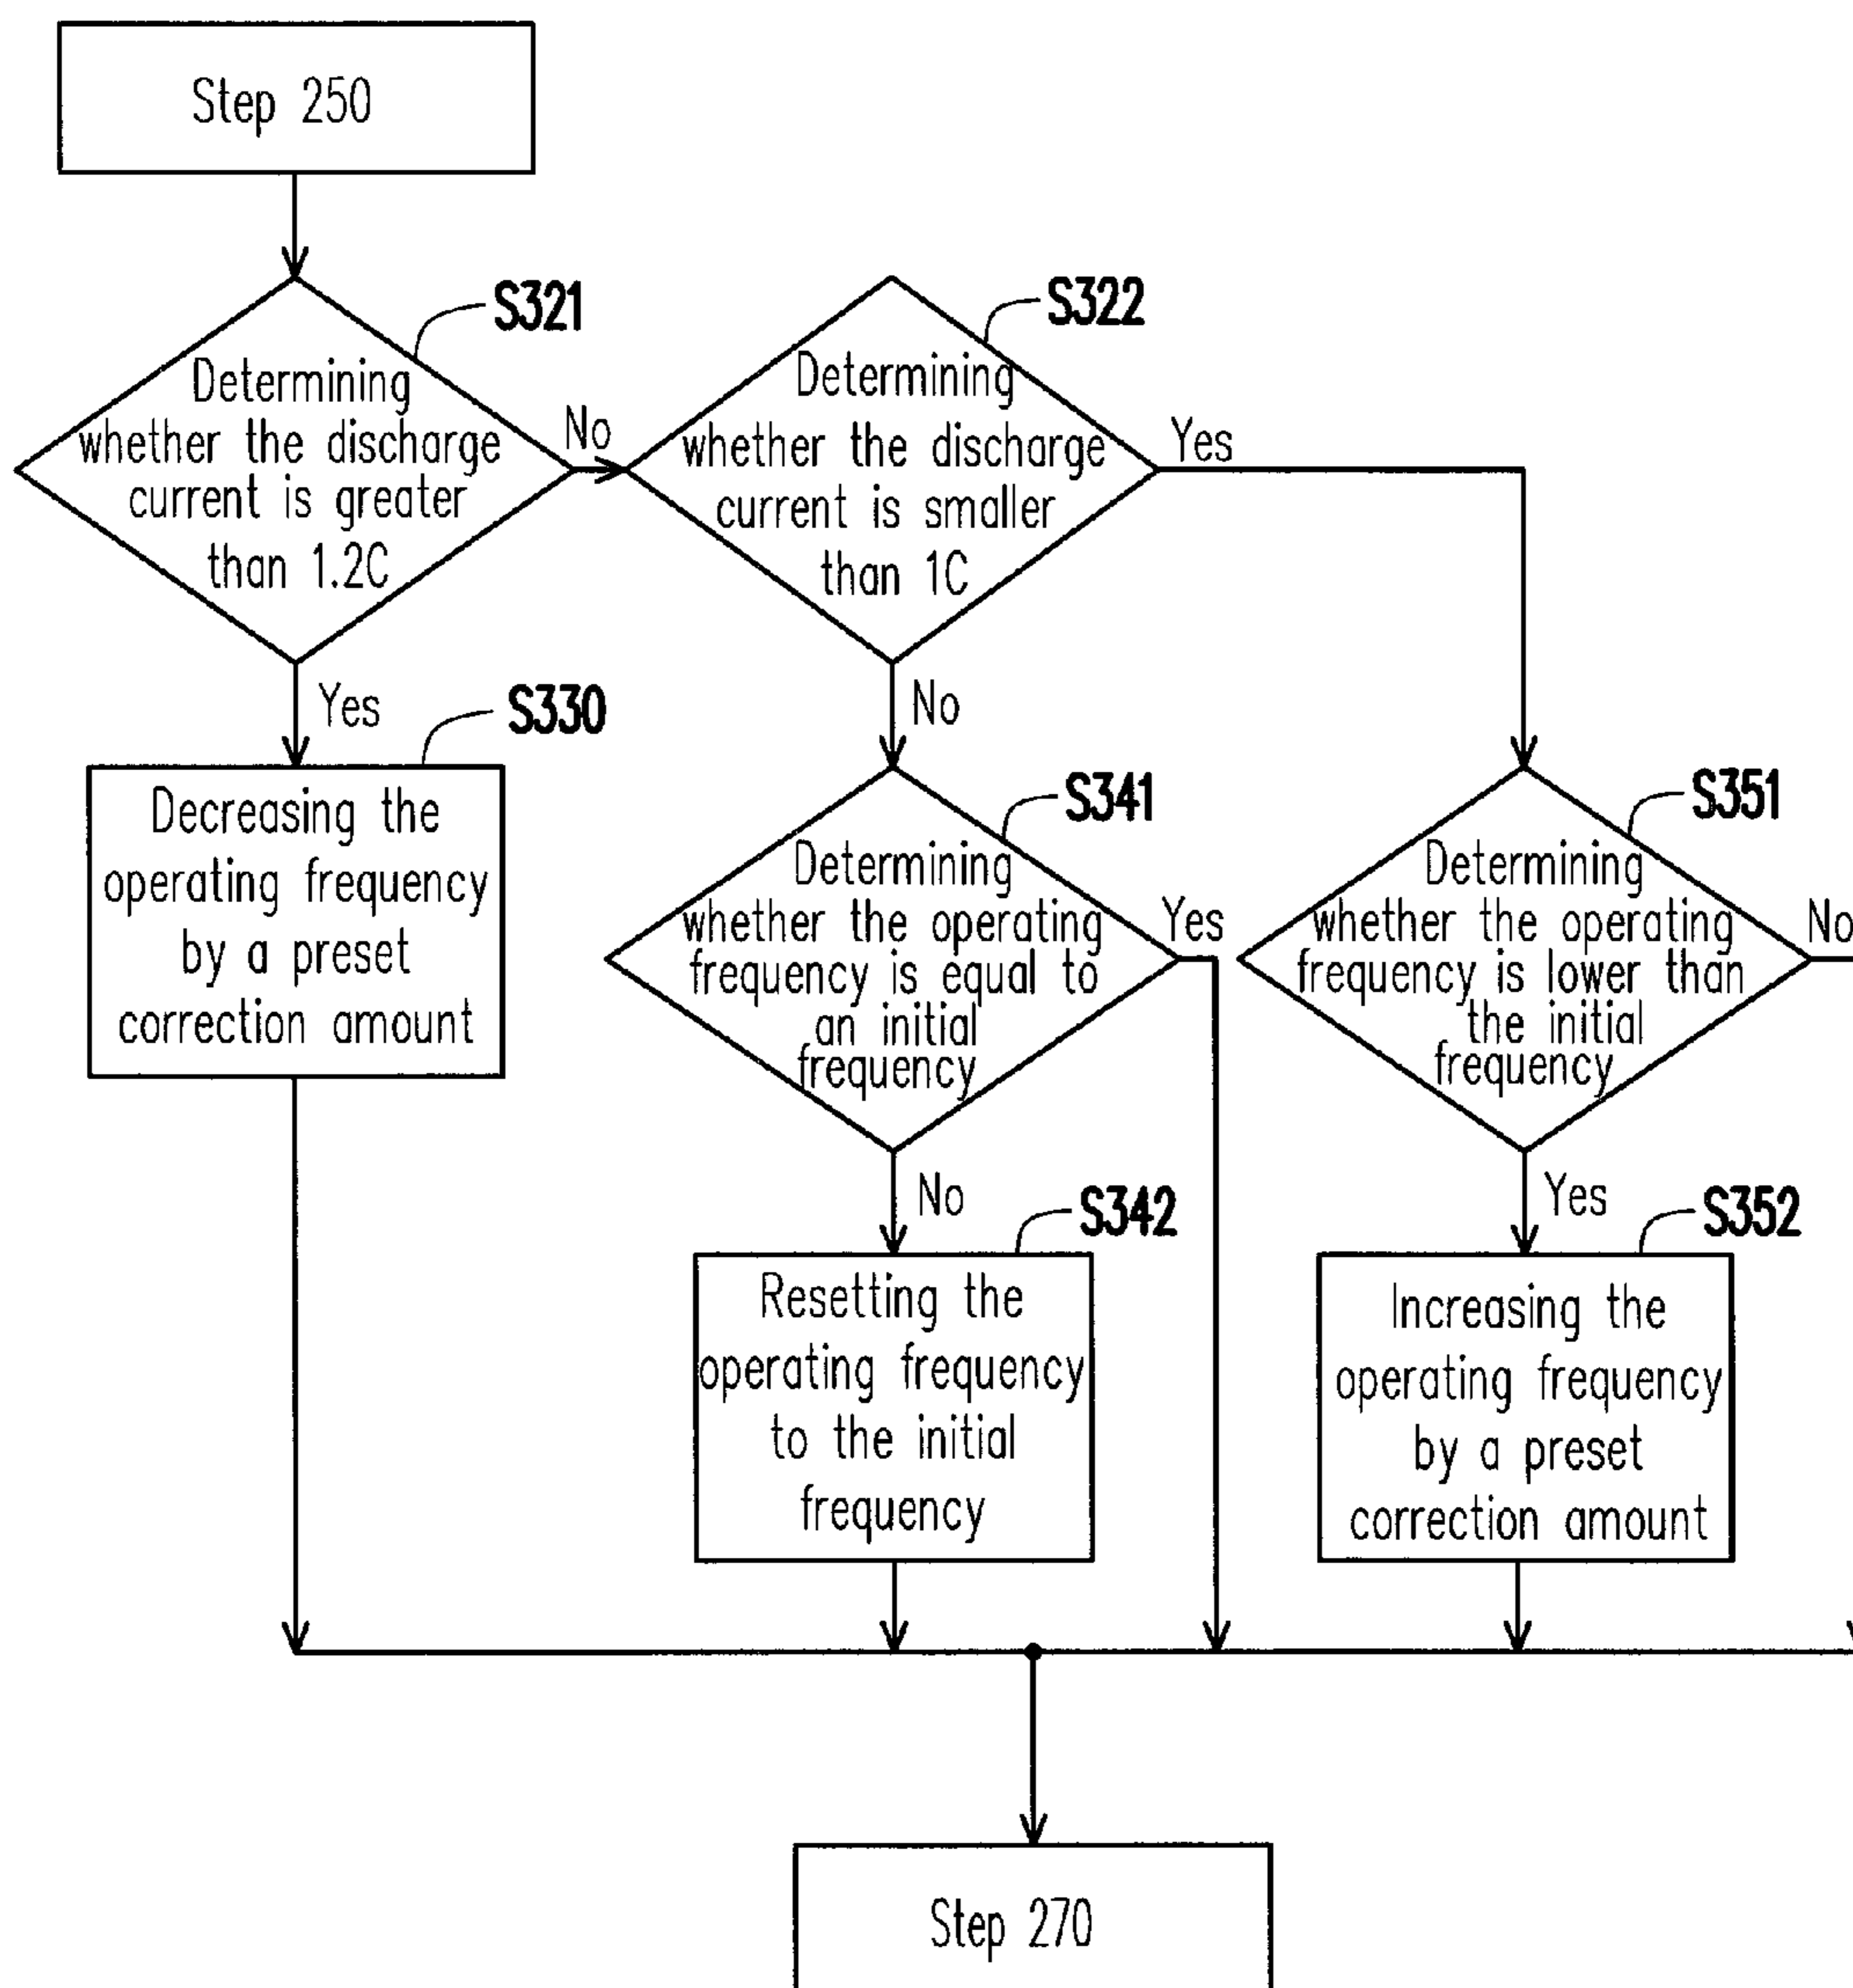 Step 250
S321
Determining
whether the discharge
current is greater
than 1.2C
No
S322
Determining
whether the discharge
current is smaller
than 1C
Yes
Yes
S330
Decreasing the
operating frequency
by a preset
correction amount
No
S341
Determining
whether the operating
frequency is equal to
an initial
frequency
Yes
S351
Determining
whether the operating
frequency is lower than
the initial
frequency
No
No
S342
Resetting the
operating frequency
to the initial
frequency
Yes
S352
Increasing the
operating frequency
by a preset
correction amount
Step 270